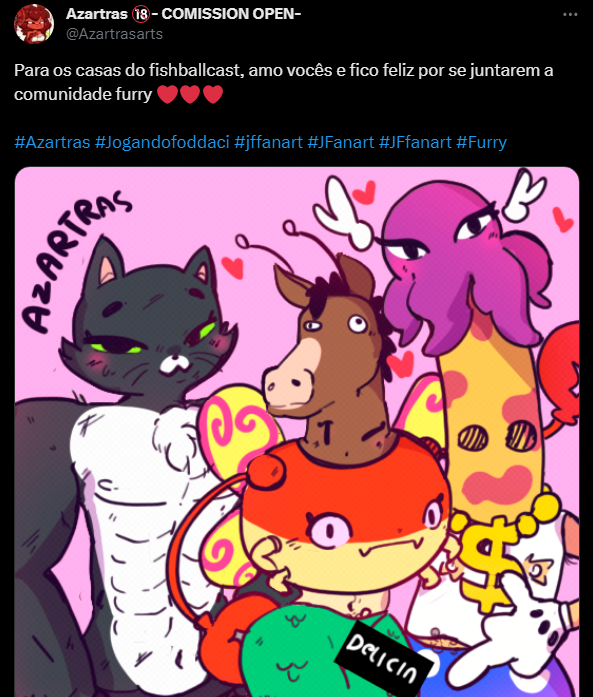 Azartras 🔞- COMISSION OPEN-
@Azartrasarts
Para os casas do fishballcast, amo vocês e fico feliz por se juntarem a
comunidade furry ❤️❤️❤️
#Azartras #Jogandofoddaci #jffanart #JFanart #JFfanart #Furry
AZARTRAS
DELICIN